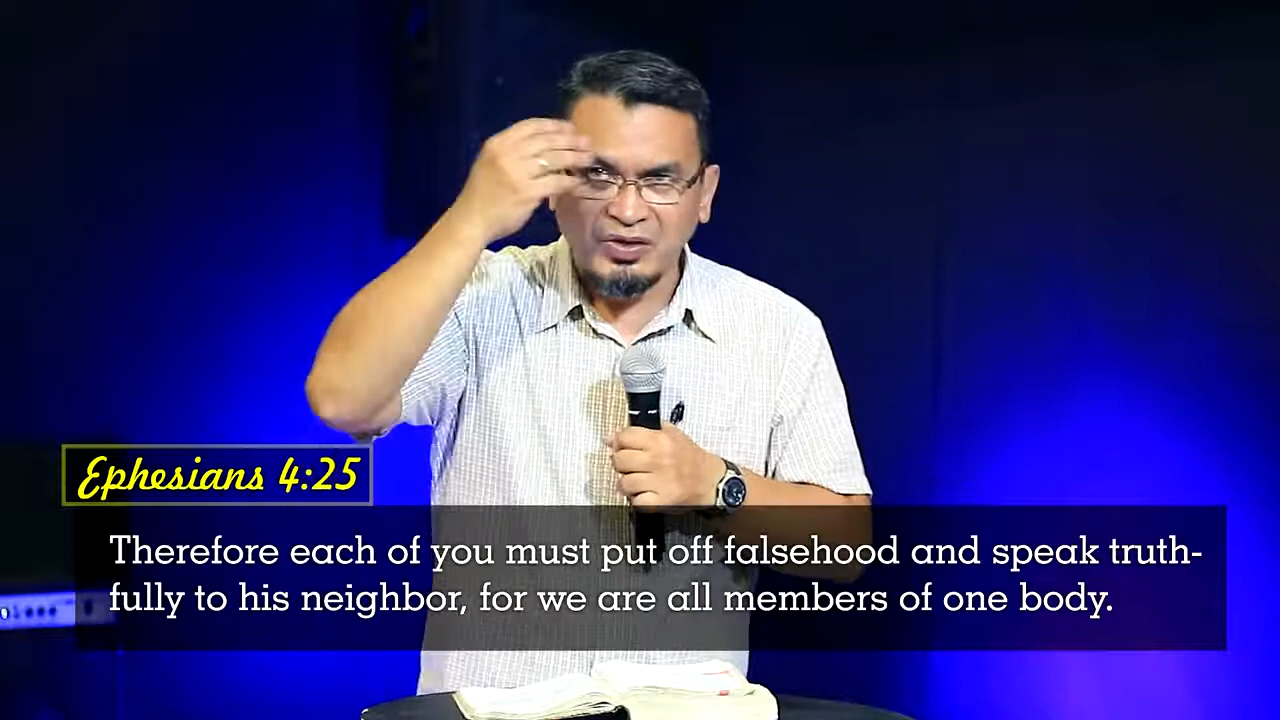 Ephesians 4:25
Therefore each of you must put off falsehood and speak truth-
fully to his neighbor, for we are all members of one body.